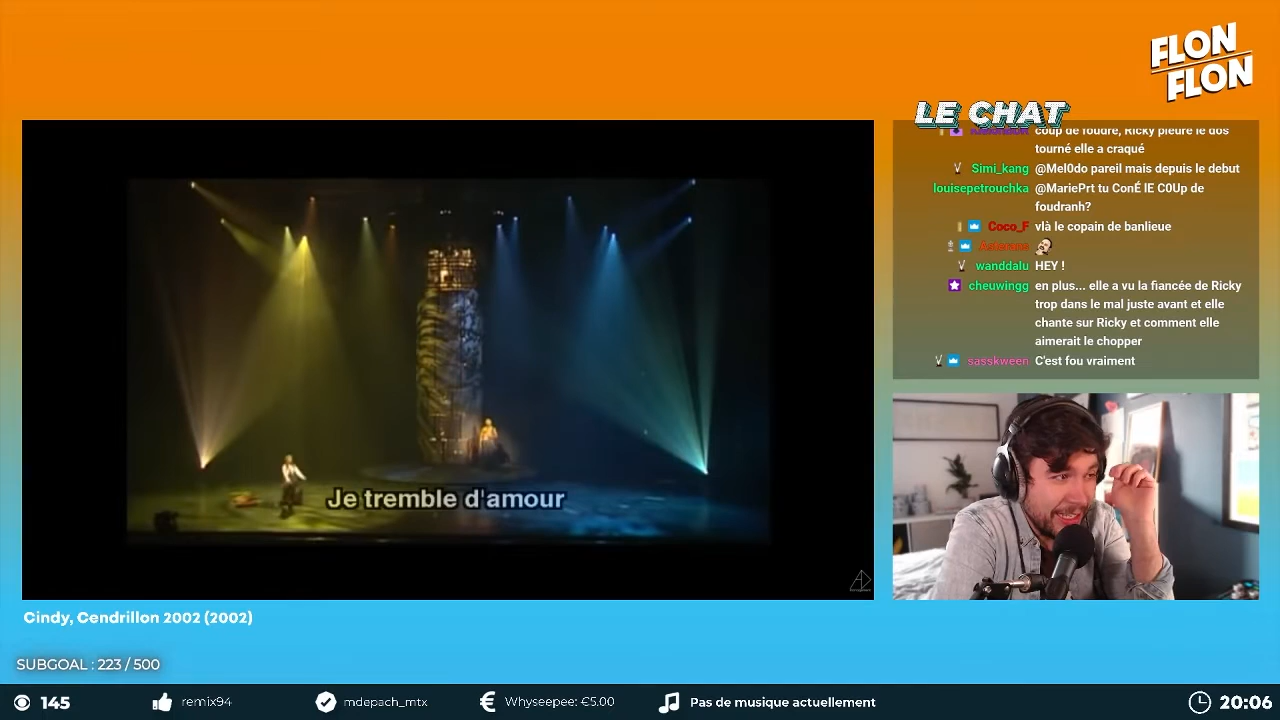 FLON
FLON
LE CHAT
coup de foudre, Ricky pleure le dos
tourné elle a craqué
Simi_kang @Mel0do pareil mais depuis le debut
louisepetrouchka @MariePrt tu ConÉ lE C0Up de
foudranh?
Coco_F vlà le copain de banlieue
wanddalu HEY !
cheuwingg en plus... elle a vu la fiancée de Ricky
trop dans le mal juste avant et elle
chante sur Ricky et comment elle
aimerait le chopper
sasskween C'est fou vraiment
Je tremble d'amour
Cindy, Cendrillon 2002 (2002)
SUBGOAL : 223 / 500
145 remix94 mdepach_mtx € Whyseepee: €5.00 Pas de musique actuellement 20:06